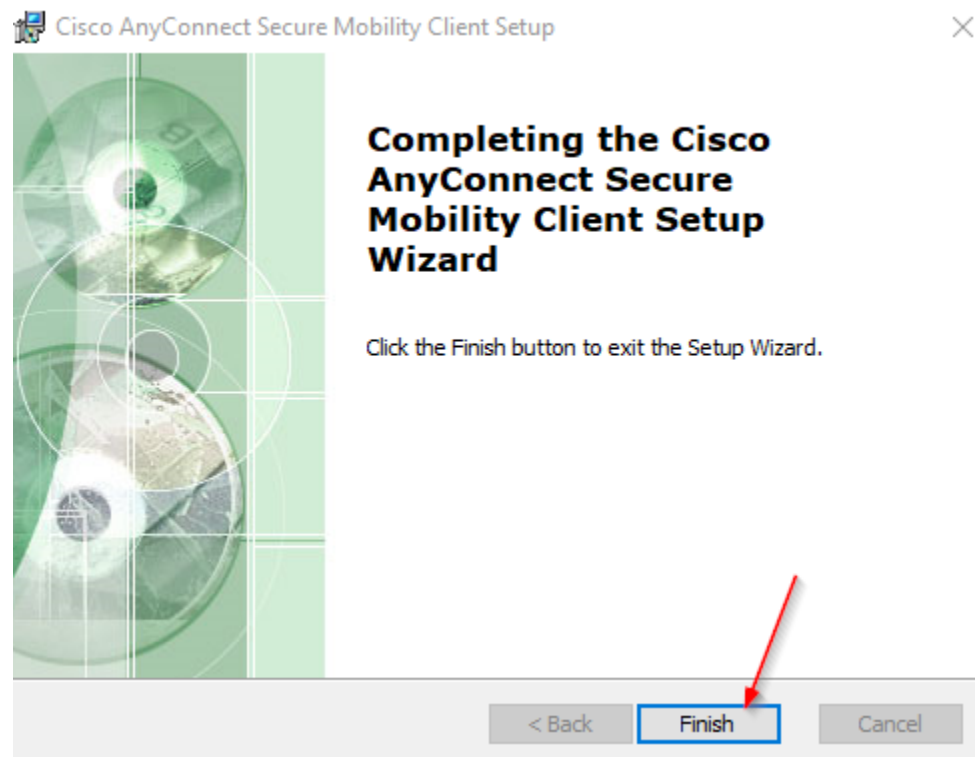 Cisco AnyConnect Secure Mobility Client Setup
Completing the Cisco
AnyConnect Secure
Mobility Client Setup
Wizard
Click the Finish button to exit the Setup Wizard.
< Back
Finish
Cancel